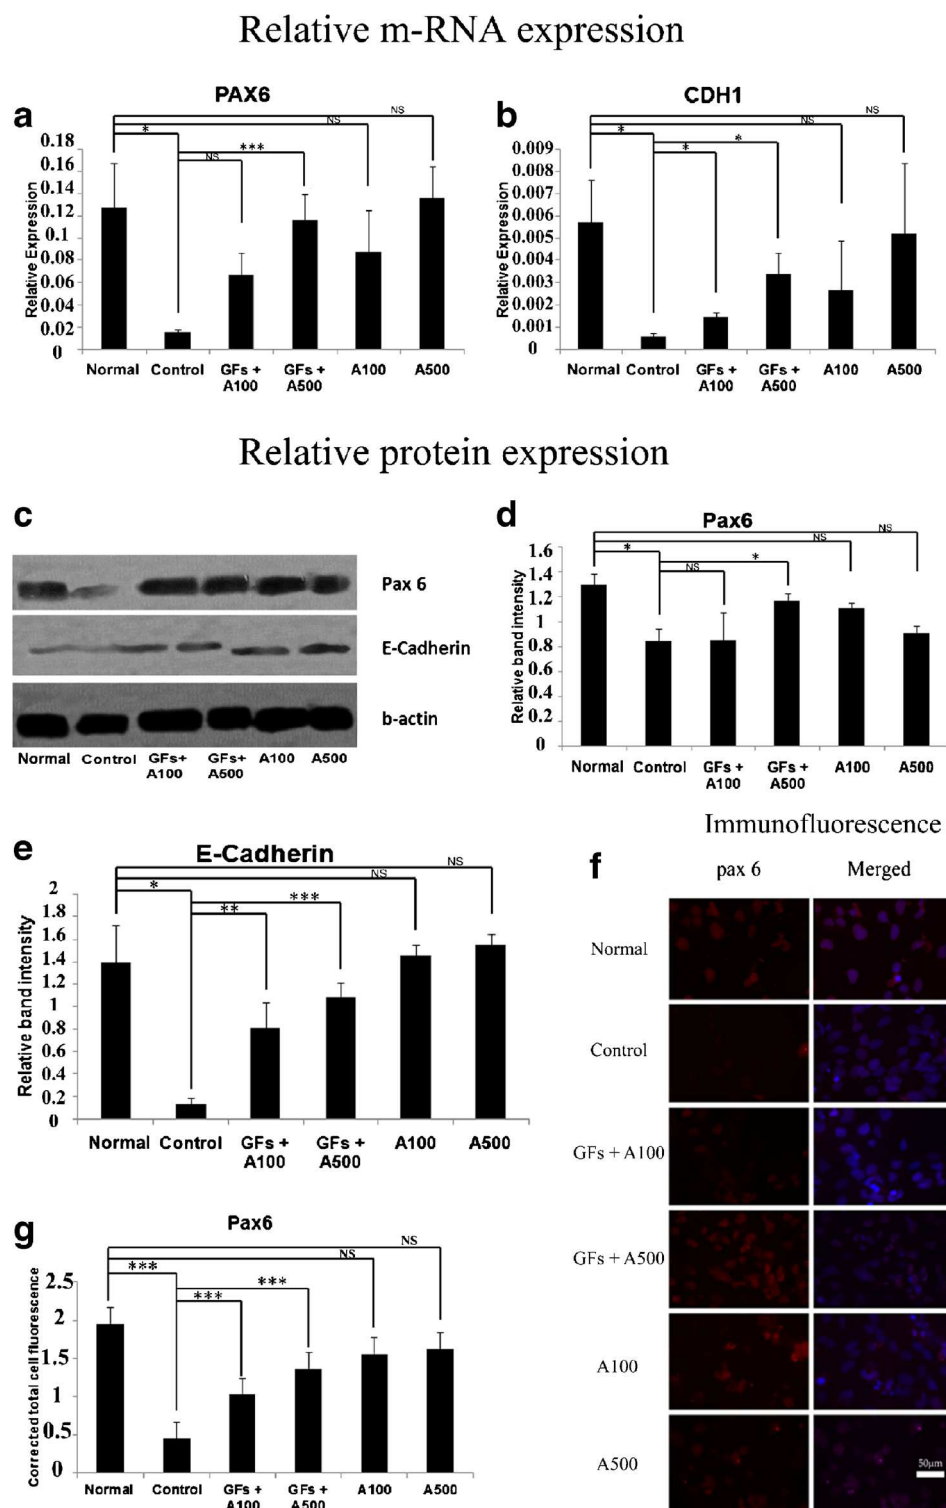 Relative m-RNA expression
a
PAX6
NS
NS
*
***
NS
Relative Expression
0.18
0.16
0.14
0.12
0.1
0.08
0.06
0.04
0.02
0
Normal Control GFs + A100 GFs + A500 A100 A500
b
CDH1
NS
NS
*
*
*
Relative Expression
0.009
0.008
0.007
0.006
0.005
0.004
0.003
0.002
0.001
0
Normal Control GFs + A100 GFs + A500 A100 A500
Relative protein expression
c
Pax 6
E-Cadherin
b-actin
Normal Control GFs+ A100 GFs+ A500 A100 A500
d
Pax6
NS
NS
*
*
NS
Relative band intensity
1.6
1.4
1.2
1
0.8
0.6
0.4
0.2
0
Normal Control GFs + A100 GFs + A500 A100 A500
e
E-Cadherin
NS
NS
*
***
**
Relative band intensity
2
1.8
1.6
1.4
1.2
1
0.8
0.6
0.4
0.2
0
Normal Control GFs + A100 GFs + A500 A100 A500
Immunofluorescence
f
pax 6 Merged
Normal
Control
GFs + A100
GFs + A500
A100
A500
50µm
g
Pax6
NS
NS
***
***
***
Corrected total cell fluorescence
2.5
2
1.5
1
0.5
0
Normal Control GFs + A100 GFs + A500 A100 A500